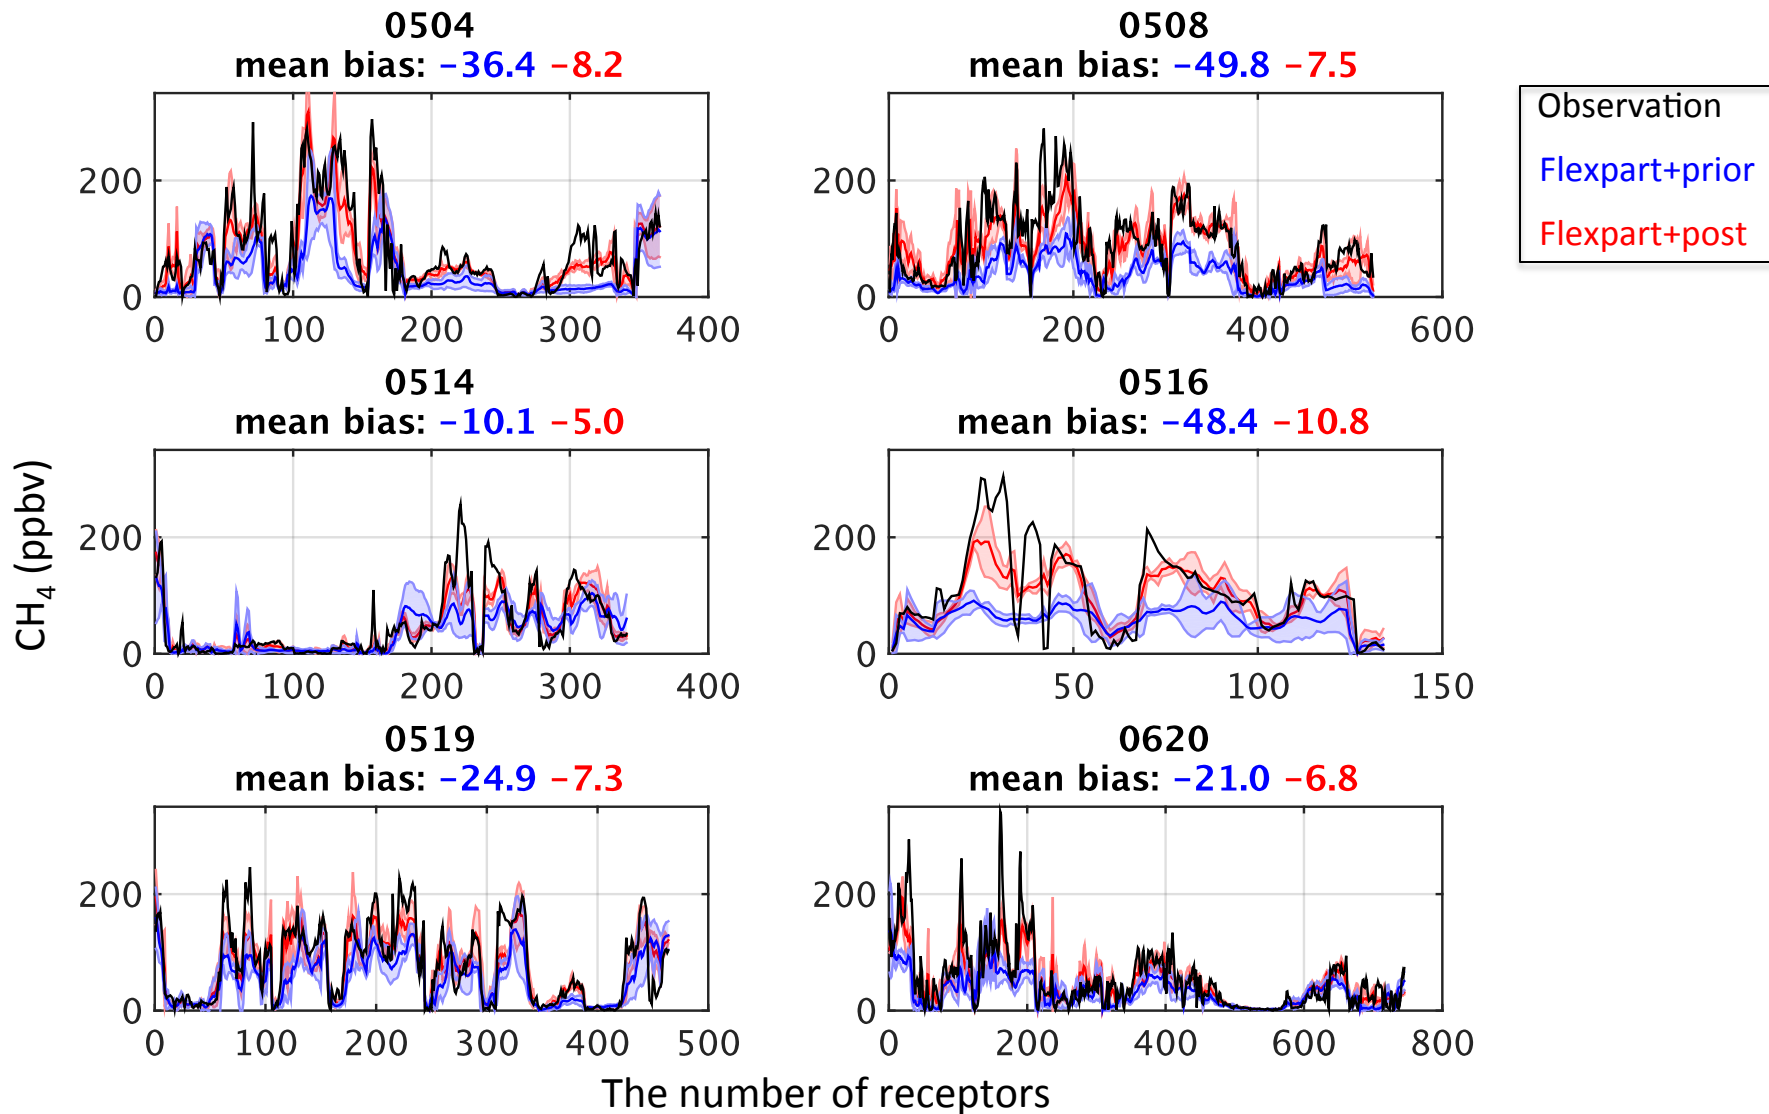 0504
mean bias: −36.4 −8.2
200
0
0 100 200 300 400
0508
mean bias: −49.8 −7.5
200
0
0 200 400 600
Observation
Flexpart+prior
Flexpart+post
0514
mean bias: −10.1 −5.0
200
0
0 100 200 300 400
0516
mean bias: −48.4 −10.8
200
0
0 50 100 150
0519
mean bias: −24.9 −7.3
200
0
0 100 200 300 400 500
0620
mean bias: −21.0 −6.8
200
0
0 200 400 600 800
CH₄ (ppbv)
The number of receptors